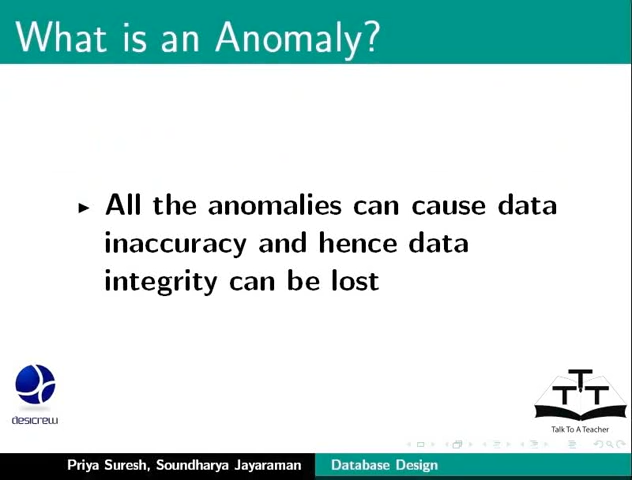 What is an Anomaly?
All the anomalies can cause data
inaccuracy and hence data
integrity can be lost
desicrew
TTT
Talk To A Teacher
Priya Suresh, Soundharya Jayaraman Database Design